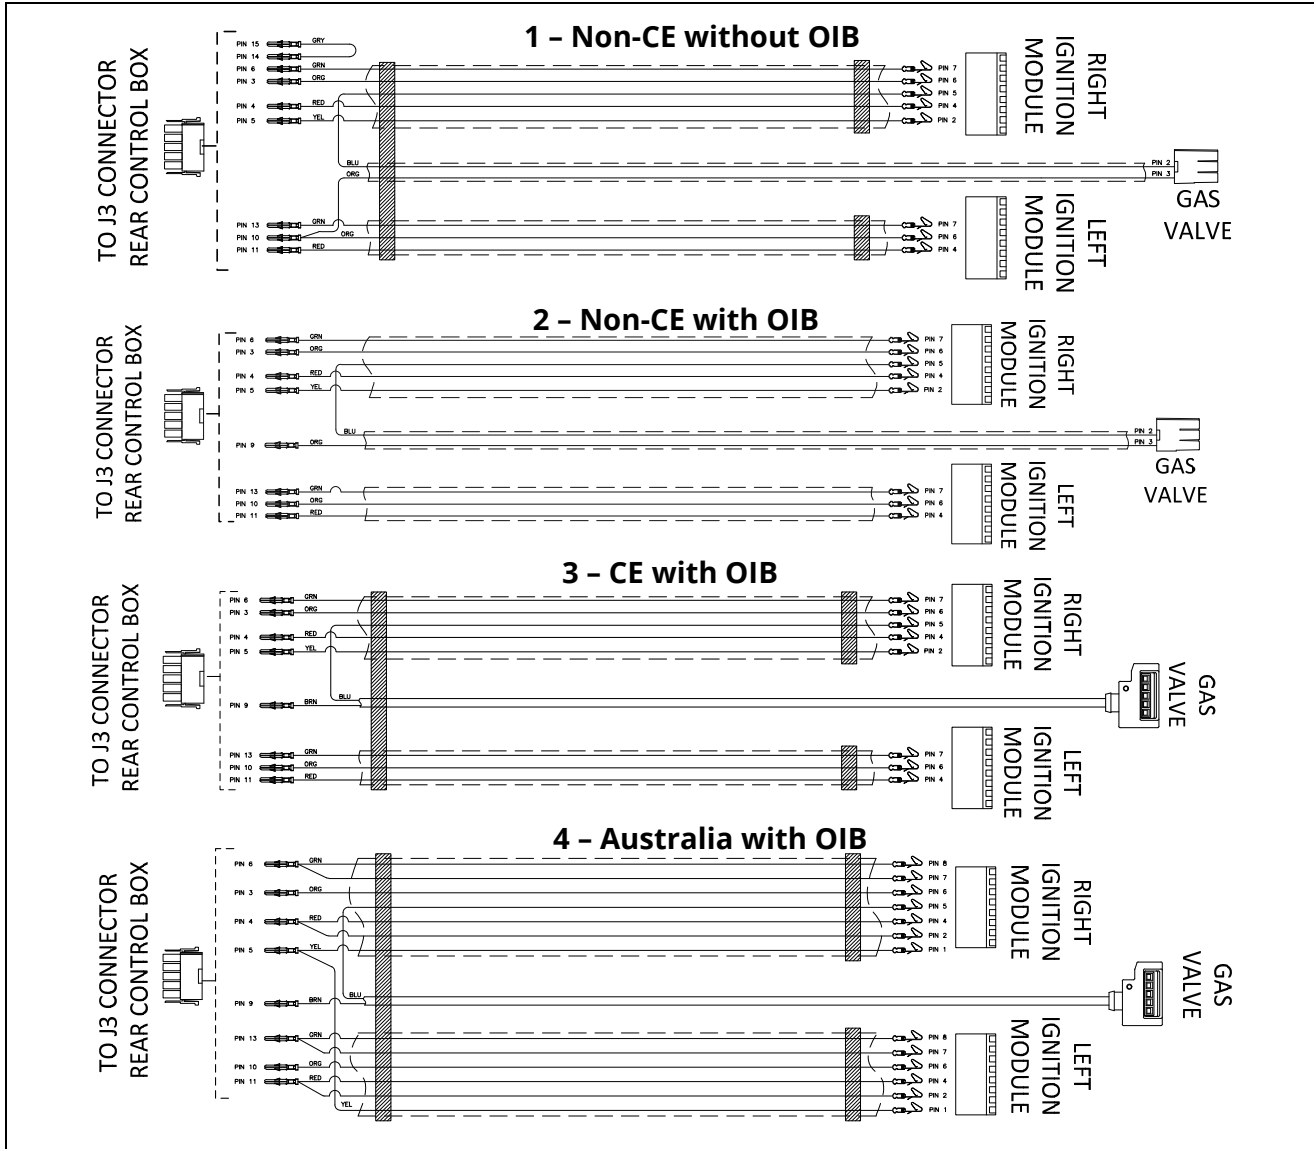 1 – Non-CE without OIB
TO J3 CONNECTOR
REAR CONTROL BOX
PIN 15
GRY
PIN 14
PIN 6
GRN
PIN 3
ORG
PIN 4
RED
PIN 5
YEL
BLU
ORG
PIN 13
GRN
PIN 10
ORG
PIN 11
RED
PIN 7
PIN 6
PIN 5
PIN 4
PIN 2
RIGHT
IGNITION
MODULE
PIN 2
PIN 3
GAS
VALVE
PIN 7
PIN 6
PIN 4
LEFT
IGNITION
MODULE
2 – Non-CE with OIB
TO J3 CONNECTOR
REAR CONTROL BOX
PIN 6
GRN
PIN 3
ORG
PIN 4
RED
PIN 5
YEL
BLU
PIN 9
ORG
PIN 13
GRN
PIN 10
ORG
PIN 11
RED
PIN 7
PIN 6
PIN 5
PIN 4
PIN 2
RIGHT
IGNITION
MODULE
PIN 2
PIN 3
GAS
VALVE
PIN 7
PIN 6
PIN 4
LEFT
IGNITION
MODULE
3 – CE with OIB
TO J3 CONNECTOR
REAR CONTROL BOX
PIN 6
GRN
PIN 3
ORG
PIN 4
RED
PIN 5
YEL
BLU
PIN 9
BRN
PIN 13
GRN
PIN 10
ORG
PIN 11
RED
PIN 7
PIN 6
PIN 5
PIN 4
PIN 2
RIGHT
IGNITION
MODULE
GAS
VALVE
PIN 7
PIN 6
PIN 4
LEFT
IGNITION
MODULE
4 – Australia with OIB
TO J3 CONNECTOR
REAR CONTROL BOX
PIN 6
GRN
PIN 3
ORG
PIN 4
RED
PIN 5
YEL
BLU
PIN 9
BRN
PIN 13
GRN
PIN 10
ORG
PIN 11
RED
YEL
PIN 8
PIN 7
PIN 6
PIN 5
PIN 4
PIN 2
PIN 1
RIGHT
IGNITION
MODULE
GAS
VALVE
PIN 8
PIN 7
PIN 6
PIN 4
PIN 2
PIN 1
LEFT
IGNITION
MODULE